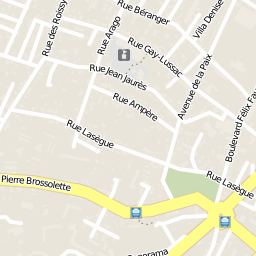 Rue Béranger
Villa Denise
Rue Arago
Rue des Roissy
Rue Gay-Lussac
Rue Jean Jaurès
Avenue de la Paix
Rue Ampère
Boulevard Félix
Rue Lasègue
Rue Lasègue
Pierre Brossolette